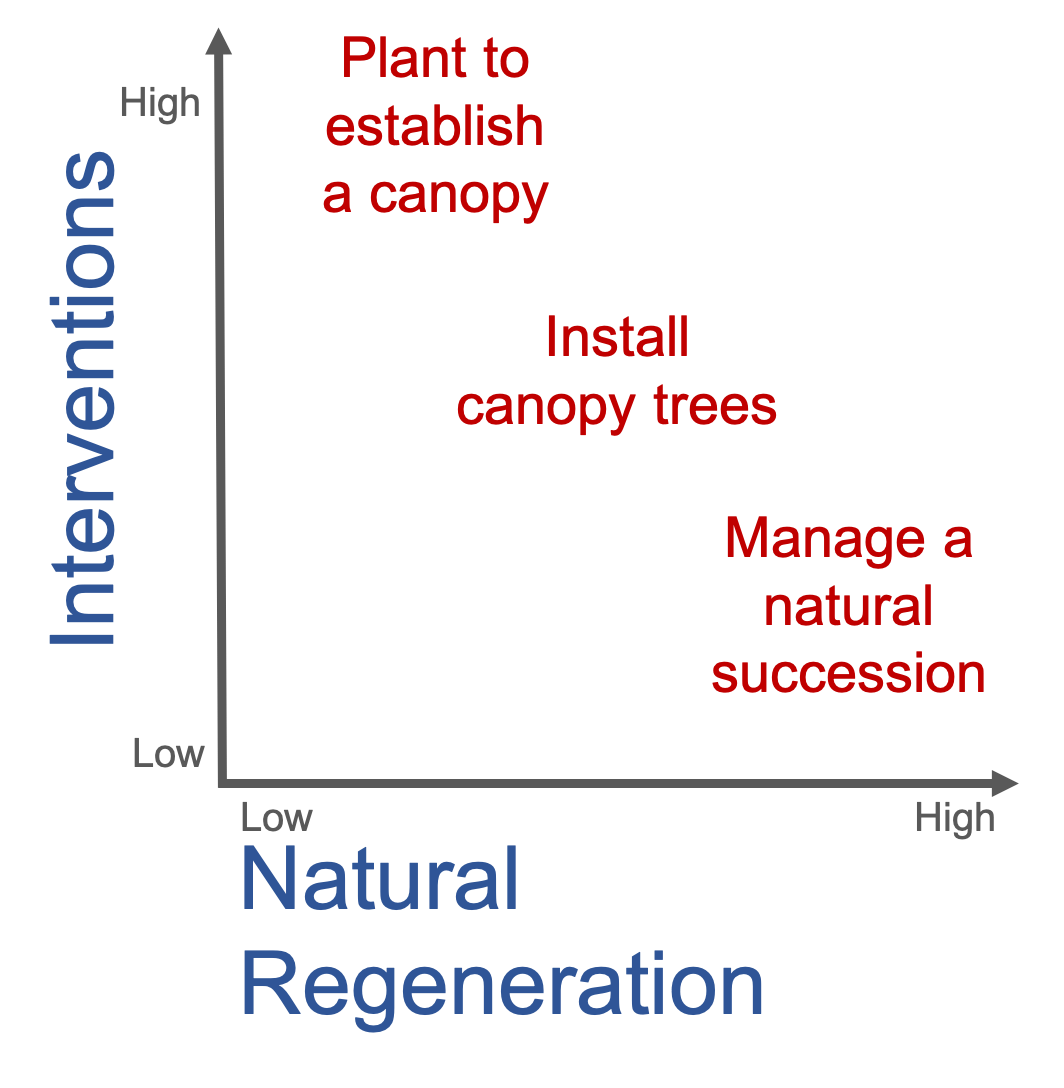 Plant to
establish
a canopy
High
Interventions
Install
canopy trees
Manage a
natural
succession
Low
Low
High
Natural
Regeneration